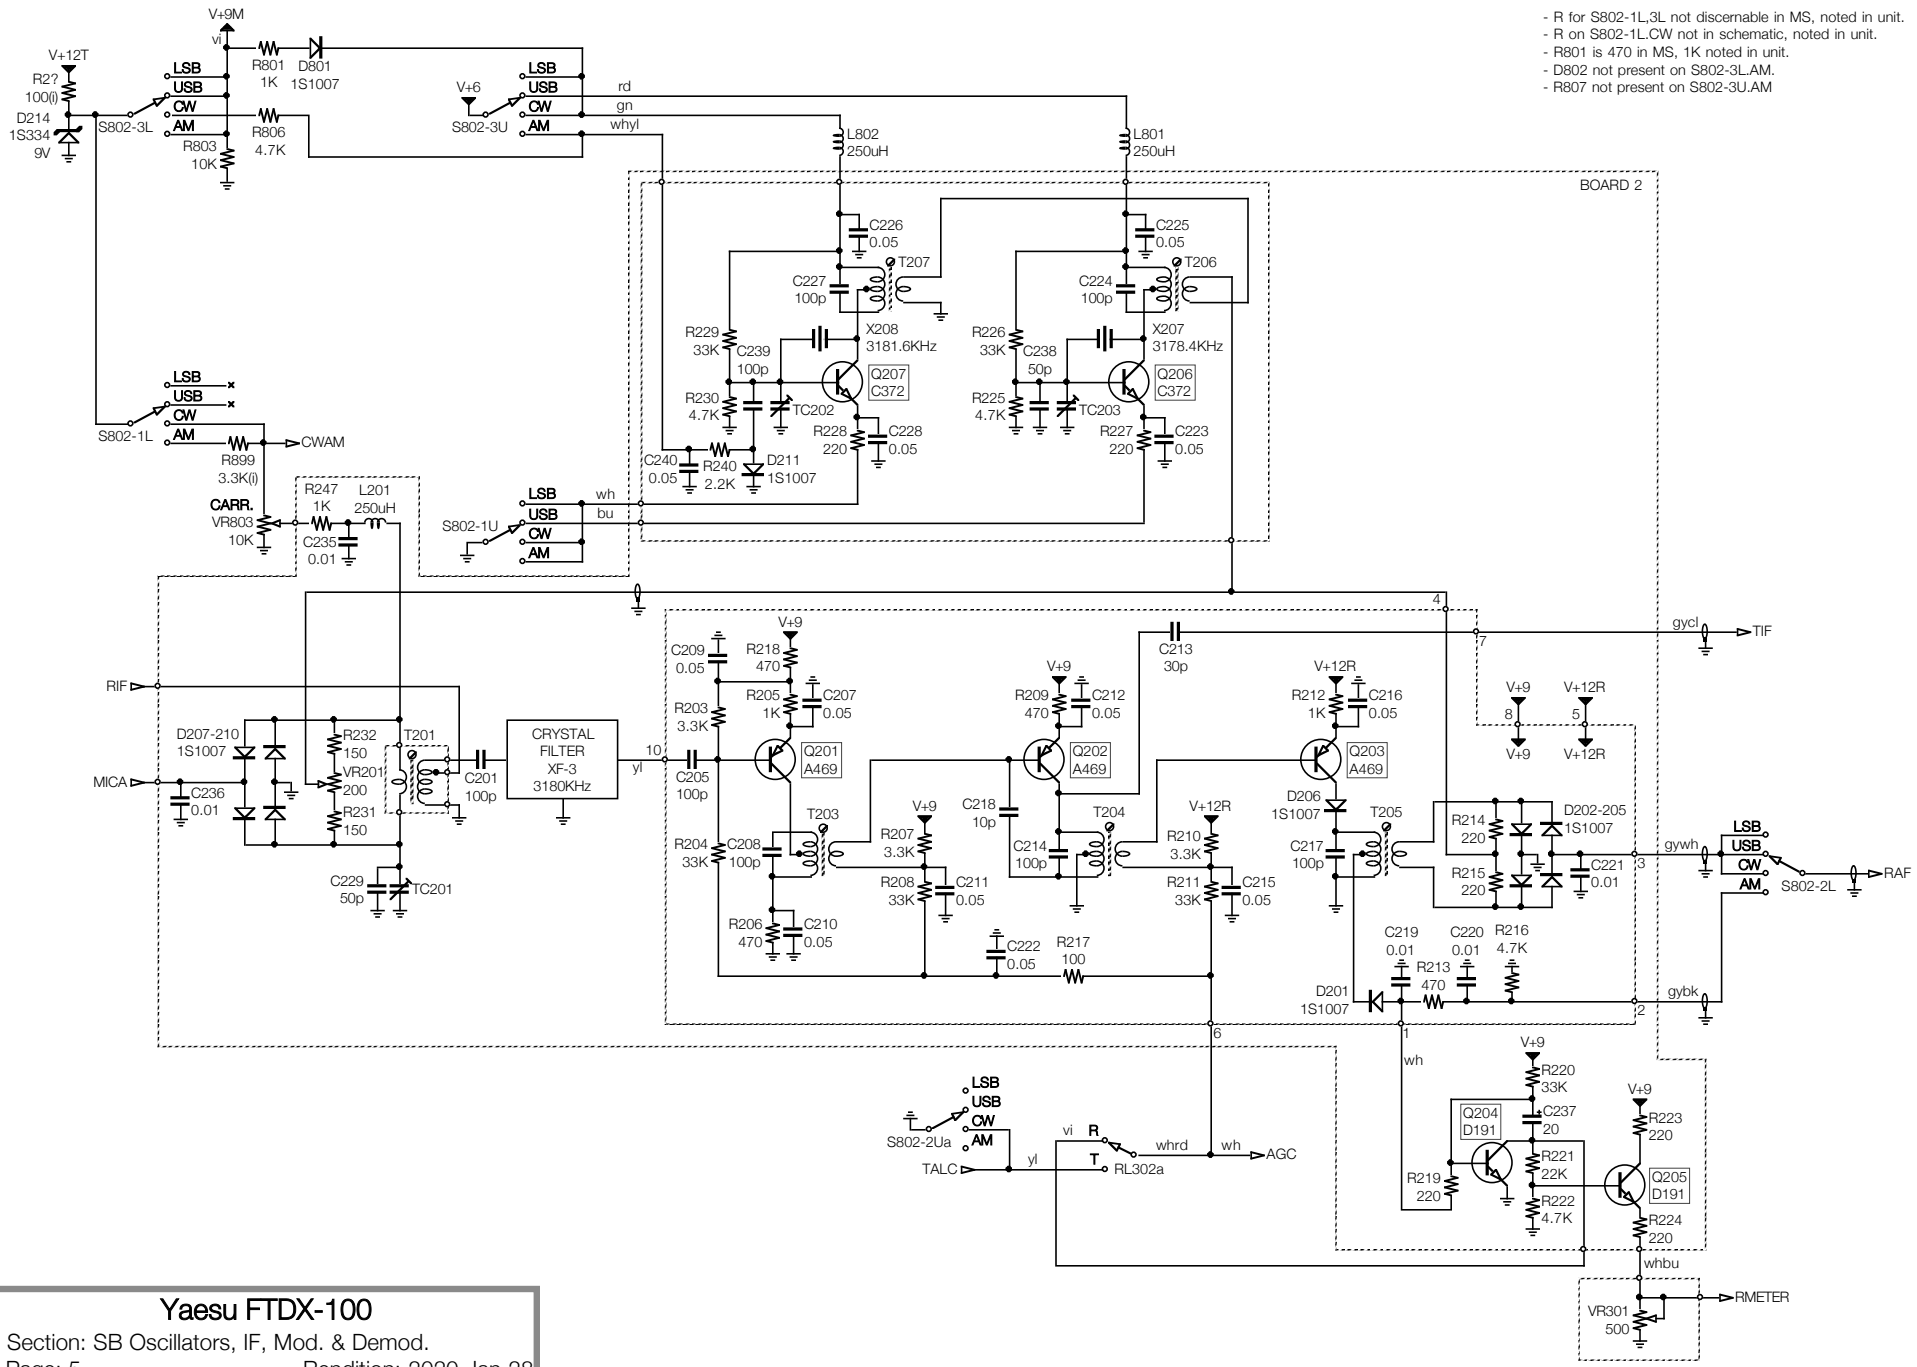 - R for S802-1L,3L not discernable in MS, noted in unit.
- R on S802-1L.CW not in schematic, noted in unit.
- R801 is 470 in MS, 1K noted in unit.
- D802 not present on S802-3L.AM.
- R807 not present on S802-3U.AM
V+9M
vi
V+12T
R2?
100(i)
D214
1S334
9V
S802-3L
LSB
USB
CW
AM
R801
1K
D801
1S1007
R806
4.7K
R803
10K
V+6
S802-3U
LSB
USB
CW
AM
rd
gn
whyl
L802
250uH
L801
250uH
BOARD 2
C226
0.05
C225
0.05
T207
T206
C227
100p
C224
100p
R229
33K
C239
100p
X208
3181.6KHz
R226
33K
C238
50p
X207
3178.4KHz
Q207
C372
Q206
C372
R230
4.7K
TC202
R225
4.7K
TC203
R228
220
C228
0.05
R227
220
C223
0.05
C240
0.05
R240
2.2K
D211
1S1007
LSB
USB
CW
AM
S802-1L
R899
3.3K(i)
CWAM
CARR.
VR803
10K
R247
1K
L201
250uH
C235
0.01
S802-1U
LSB
USB
CW
AM
wh
bu
4
gycl
TIF
7
C209
0.05
V+9
R218
470
R205
1K
C207
0.05
R203
3.3K
C213
30p
V+9
R209
470
C212
0.05
V+12R
R212
1K
C216
0.05
V+9
8
V+9
V+12R
5
V+12R
RIF
D207-210
1S1007
R232
150
VR201
200
R231
150
T201
C201
100p
CRYSTAL
FILTER
XF-3
3180KHz
10
yl
C205
100p
Q201
A469
Q202
A469
Q203
A469
MICA
C236
0.01
C229
50p
TC201
R204
33K
C208
100p
T203
V+9
R207
3.3K
R208
33K
C211
0.05
C218
10p
C214
100p
T204
V+12R
R210
3.3K
R211
33K
C215
0.05
D206
1S1007
T205
C217
100p
D202-205
1S1007
R214
220
R215
220
C221
0.01
3
gywh
LSB
USB
CW
AM
S802-2L
RAF
R206
470
C210
0.05
C222
0.05
R217
100
C219
0.01
C220
0.01
R216
4.7K
R213
470
D201
1S1007
2
gybk
6
1
wh
LSB
USB
CW
AM
S802-2Ua
TALC
yl
vi
R
T
RL302a
whrd
wh
AGC
V+9
R220
33K
Q204
D191
C237
20
R219
220
R221
22K
R222
4.7K
V+9
R223
220
Q205
D191
R224
220
whbu
VR301
500
RMETER
Yaesu FTDX-100
Section: SB Oscillators, IF, Mod. & Demod.
Page: 5
Rendition: 2020 Jan 28